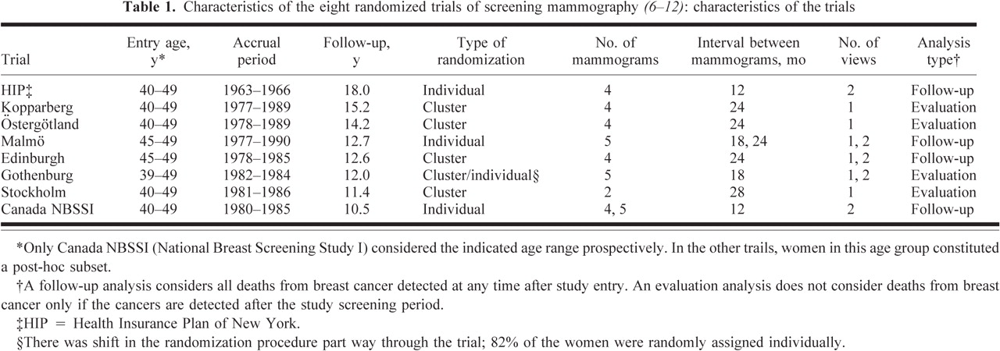 Table 1. Characteristics of the eight randomized trials of screening mammography (6–12): characteristics of the trials
Trial Entry age, y* Accrual period Follow-up, y Type of randomization No. of mammograms Interval between mammograms, mo No. of views Analysis type†
HIP‡ 40–49 1963–1966 18.0 Individual 4 12 2 Follow-up
Kopparberg 40–49 1977–1989 15.2 Cluster 4 24 1 Evaluation
Östergötland 40–49 1978–1989 14.2 Cluster 4 24 1 Evaluation
Malmö 45–49 1977–1990 12.7 Individual 5 18, 24 1, 2 Follow-up
Edinburgh 45–49 1978–1985 12.6 Cluster 4 24 1, 2 Follow-up
Gothenburg 39–49 1982–1984 12.0 Cluster/individual§ 5 18 1, 2 Evaluation
Stockholm 40–49 1981–1986 11.4 Cluster 2 28 1 Evaluation
Canada NBSSI 40–49 1980–1985 10.5 Individual 4, 5 12 2 Follow-up
*Only Canada NBSSI (National Breast Screening Study I) considered the indicated age range prospectively. In the other trails, women in this age group constituted
a post-hoc subset.
†A follow-up analysis considers all deaths from breast cancer detected at any time after study entry. An evaluation analysis does not consider deaths from breast
cancer only if the cancers are detected after the study screening period.
‡HIP = Health Insurance Plan of New York.
§There was shift in the randomization procedure part way through the trial; 82% of the women were randomly assigned individually.